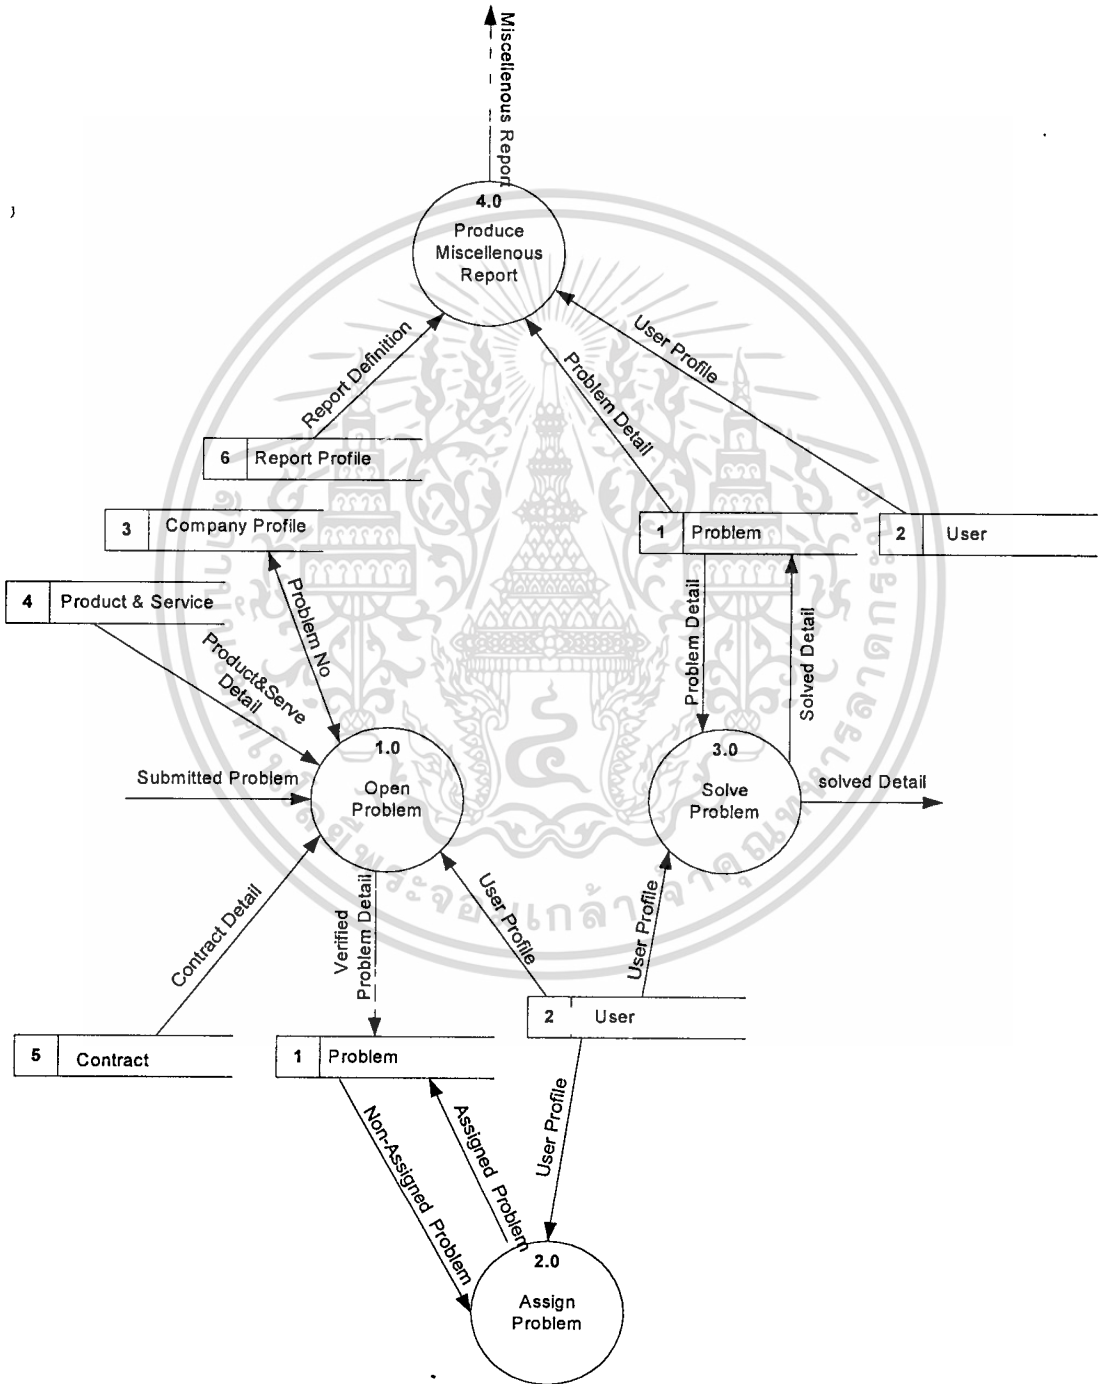 Miscellenous Report
4.0
Produce
Miscellenous
Report
Report Definition
Problem Detail
User Profile
6 Report Profile
3 Company Profile
1 Problem
2 User
4 Product & Service
Problem No
Product&Serve
Detail
Problem Detail
Solved Detail
1.0
Open
Problem
3.0
Solve
Problem
Submitted Problem
solved Detail
Contract Detail
Verified
Problem Detail
User Profile
User Profile
2 User
5 Contract
1 Problem
Non-Assigned Problem
Assigned Problem
User Profile
2.0
Assign
Problem